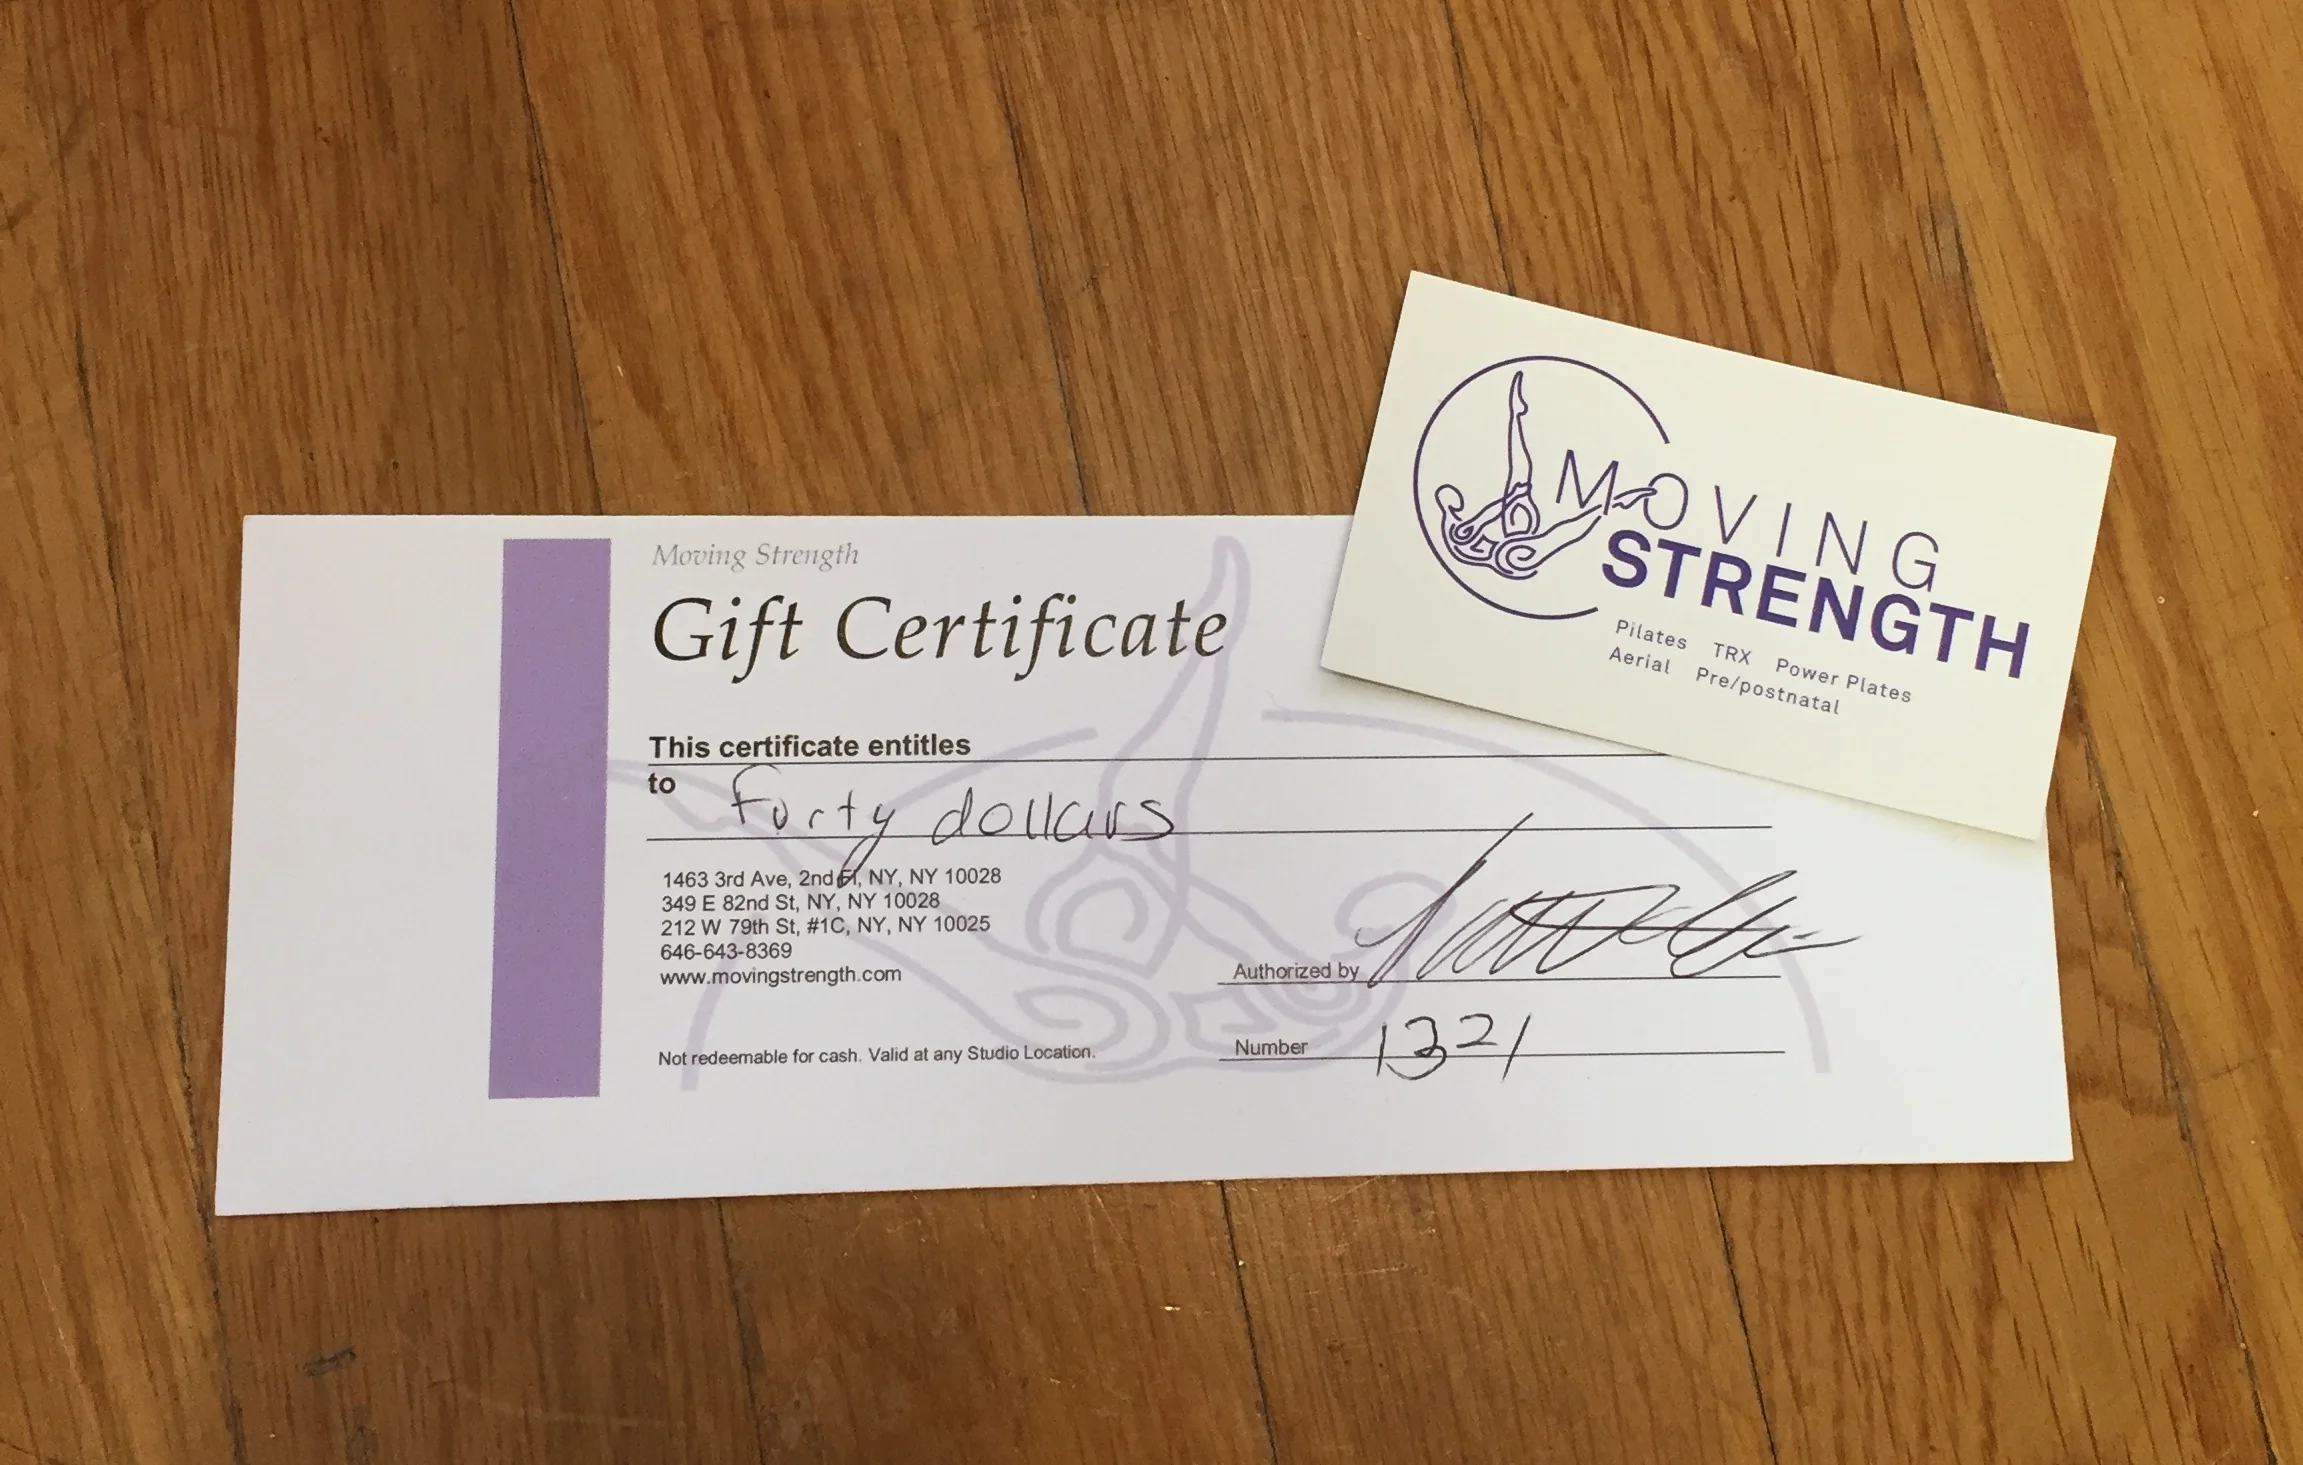 Moving Strength
Gift Certificate
This certificate entitles
to forty dollars
1463 3rd Ave, 2nd Fl, NY, NY 10028
349 E 82nd St, NY, NY 10028
212 W 79th St, #1C, NY, NY 10025
646-643-8369
www.movingstrength.com
Authorized by
Not redeemable for cash. Valid at any Studio Location.
Number 1321
MOVING
STRENGTH
Pilates TRX Power Plates
Aerial Pre/postnatal